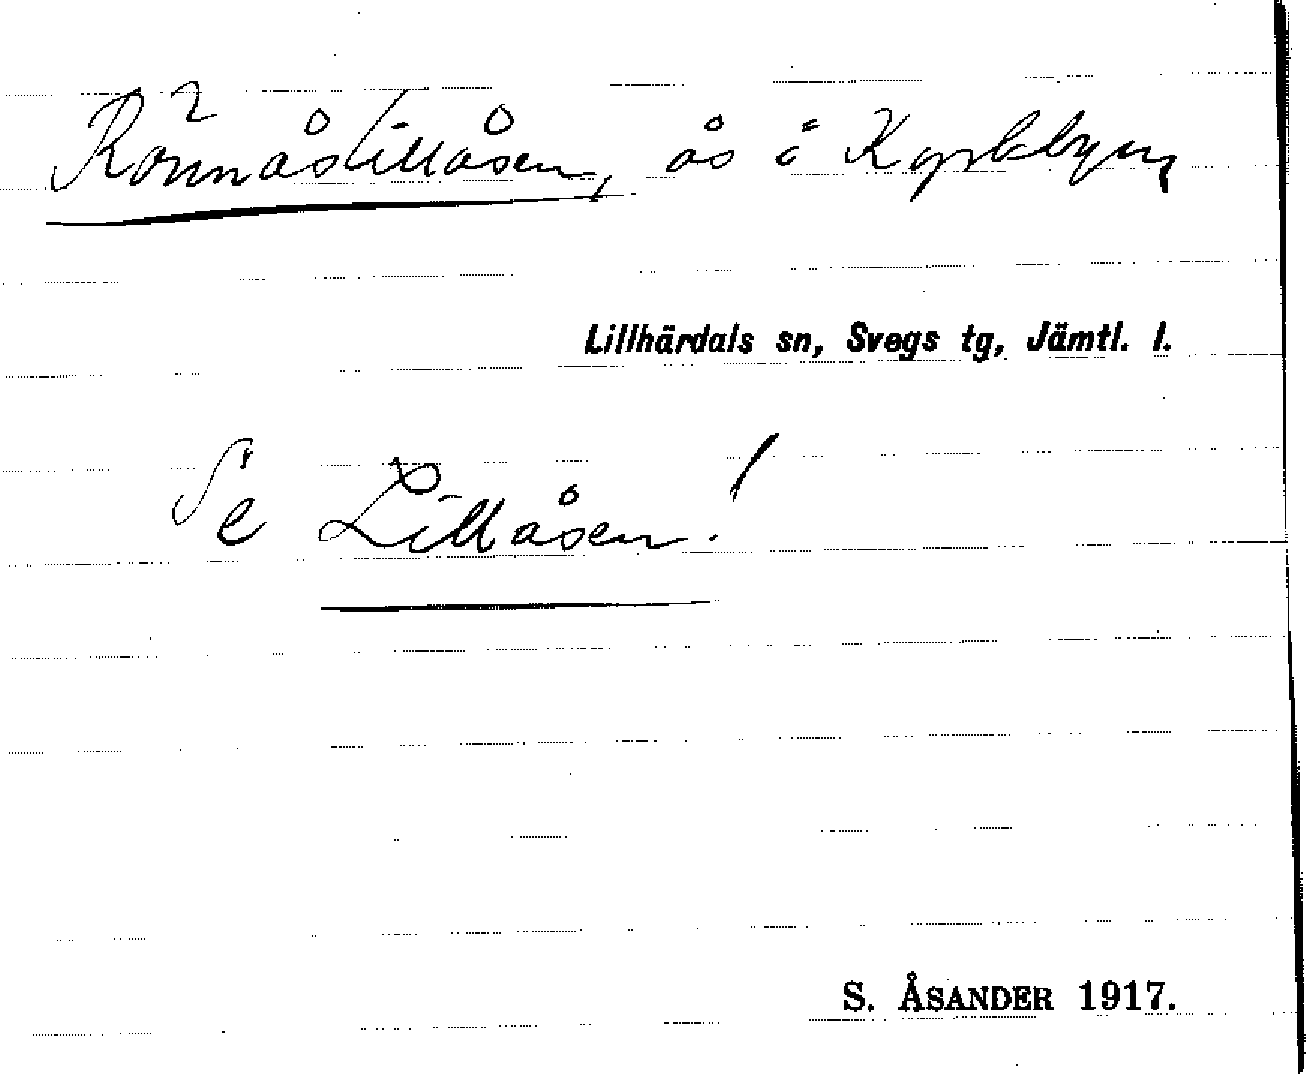 Rönnåslillåsen, ås i Kyrkbyn,
Lillhärdals sn, Svegs tg, Jämtl. l.
Se Lillåsen!
S. ÅSANDER 1917.